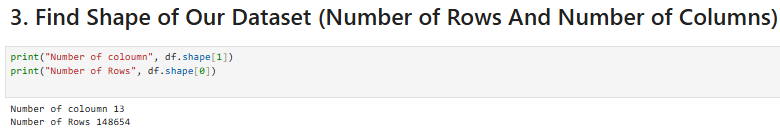 3. Find Shape of Our Dataset (Number of Rows And Number of Columns)
print("Number of coloumn", df.shape[1])
print("Number of Rows", df.shape[0])
Number of coloumn 13
Number of Rows 148654